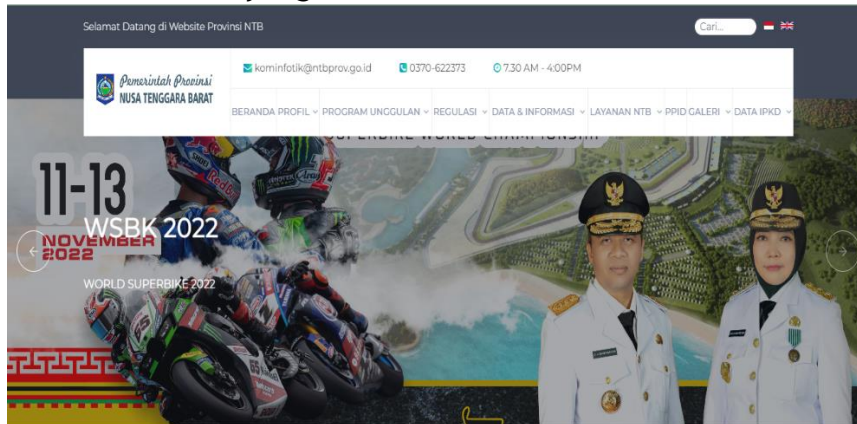 Selamat Datang di Website Provinsi NTB
Cari...
Pemerintah Provinsi
NUSA TENGGARA BARAT
kominfotik@ntbprov.go.id
0370-622373
7.30 AM - 4:00PM
BERANDA PROFIL PROGRAM UNGGULAN REGULASI DATA & INFORMASI LAYANAN NTB PPID GALERI DATA IPKD
11-13
NOVEMBER
2022
WSBK 2022
WORLD SUPERBIKE 2022